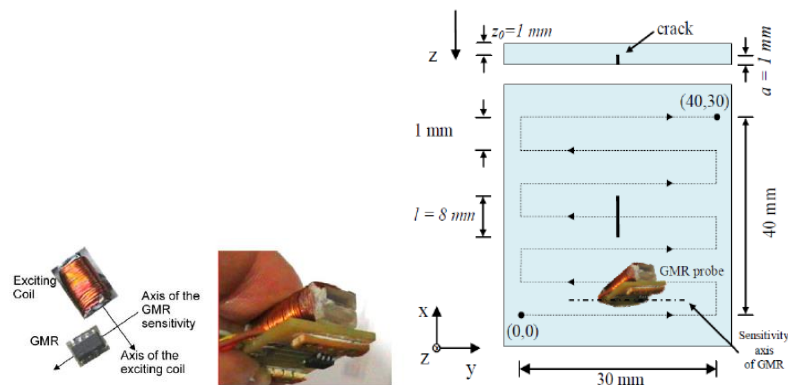 Exciting
Coil
GMR
Axis of the
GMR
sensitivity
Axis of the
exciting coil
z
z0=1 mm
crack
a = 1 mm
(40,30)
1 mm
l = 8 mm
40 mm
GMR probe
x
(0,0)
z
y
30 mm
Sensitivity
axis
of GMR